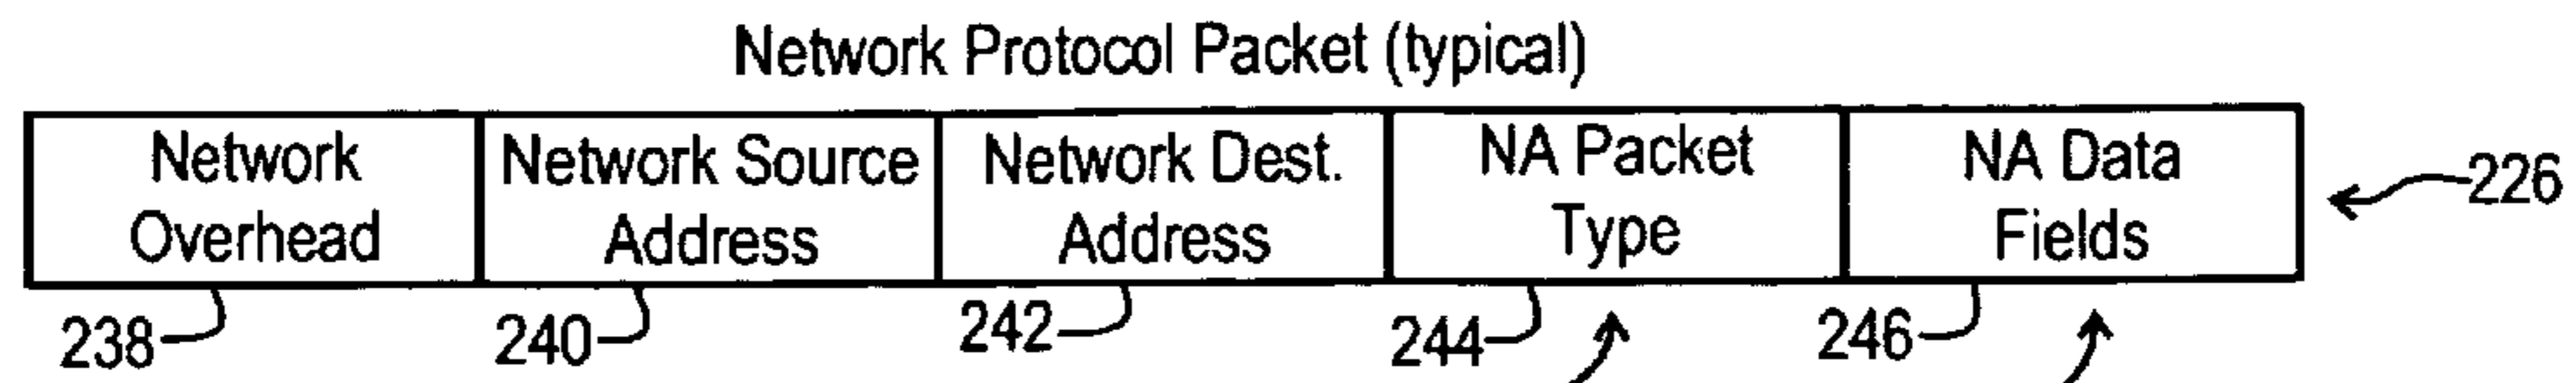 Network Protocol Packet (typical)
Network Overhead
Network Source Address
Network Dest. Address
NA Packet Type
NA Data Fields
226
238
240
242
244
246